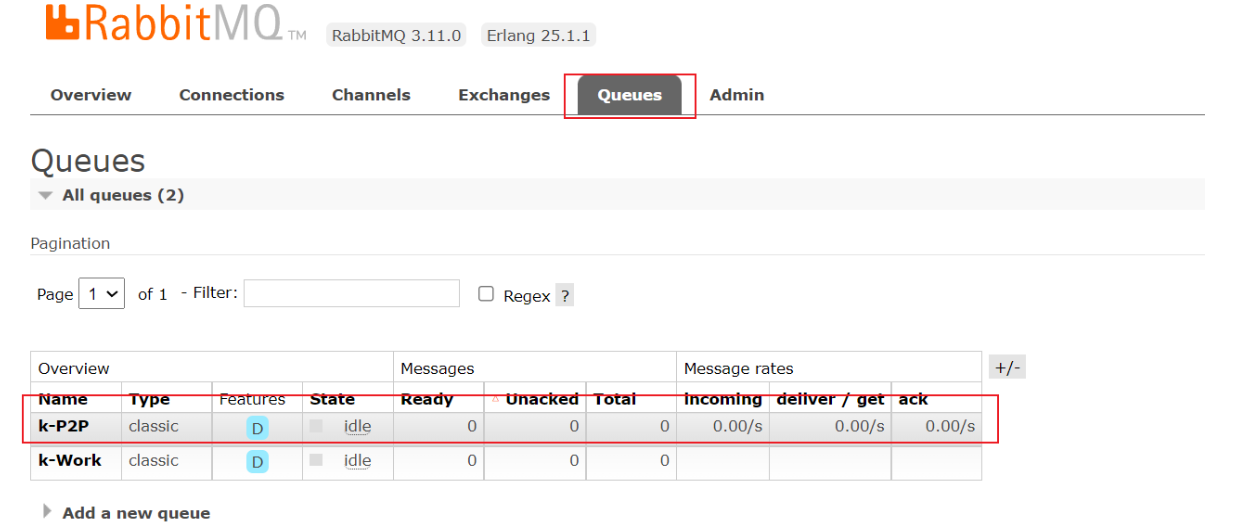 RabbitMQ TM RabbitMQ 3.11.0 Erlang 25.1.1
Overview Connections Channels Exchanges Queues Admin
Queues
All queues (2)
Pagination
Page 1 of 1 - Filter: Regex ?
Overview Messages Message rates +/-
Name Type Features State Ready Unacked Total incoming deliver / get ack
k-P2P classic D idle 0 0 0 0.00/s 0.00/s 0.00/s
k-Work classic D idle 0 0 0
Add a new queue